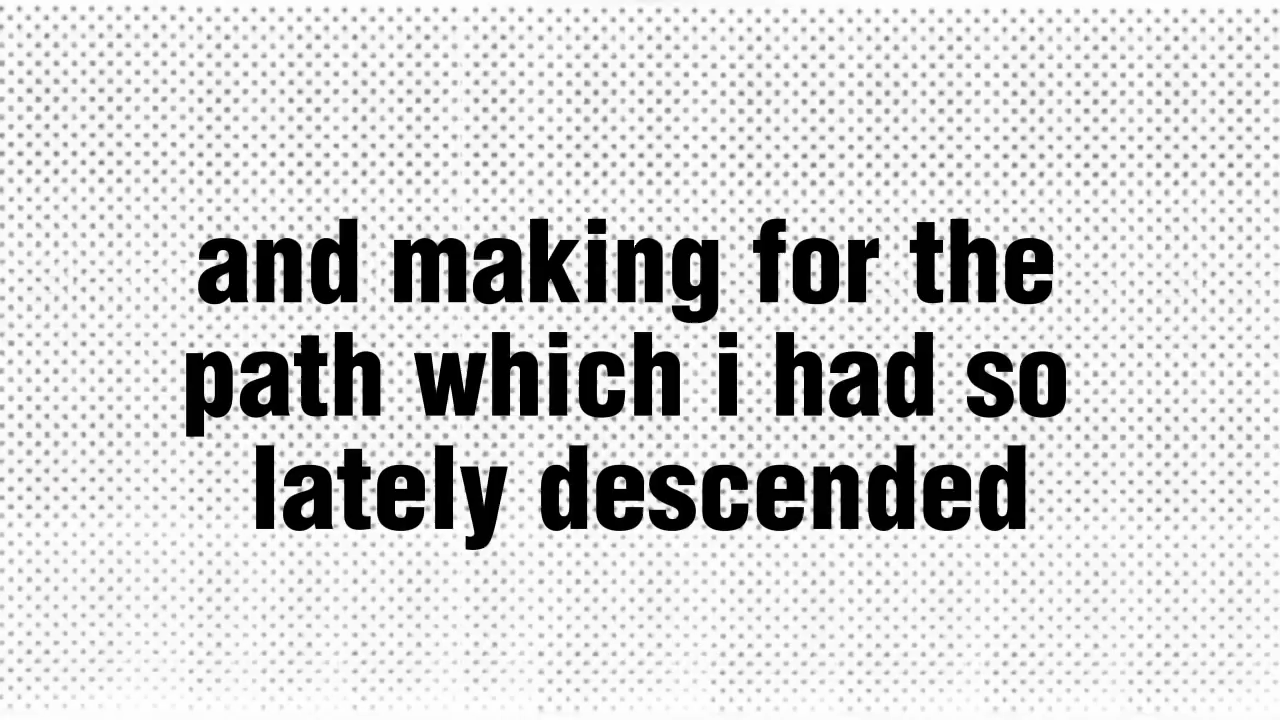 and making for the
path which i had so
lately descended